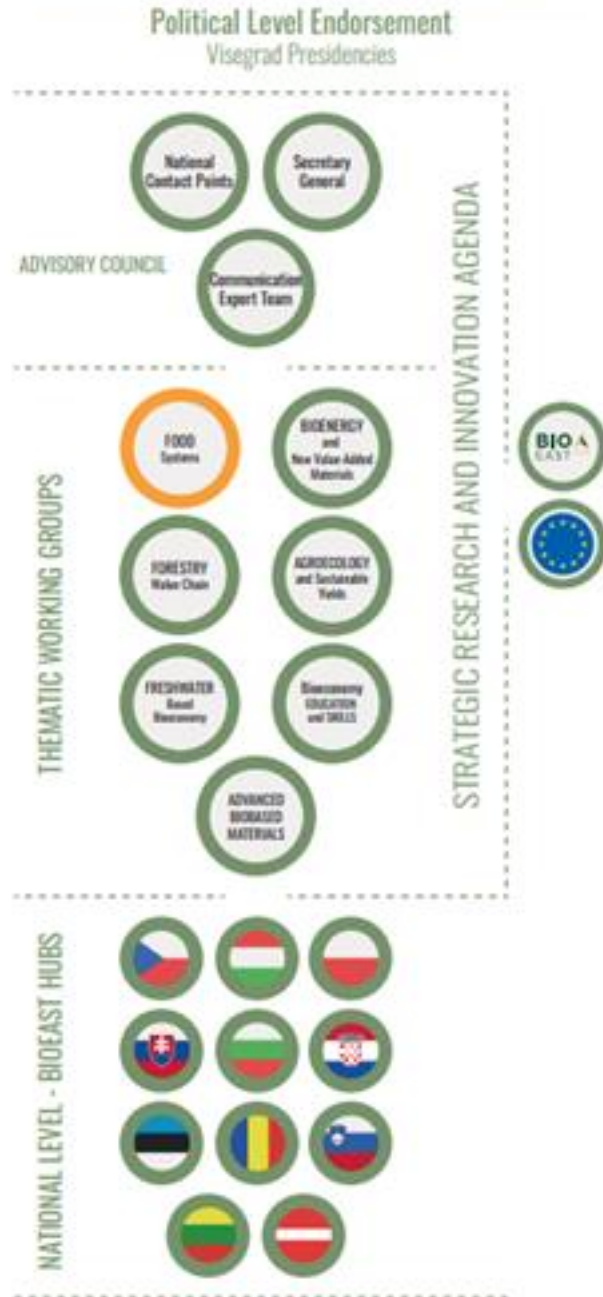 Political Level Endorsement
Visegrad Presidencies
National
Contact Points
Secretary
General
ADVISORY COUNCIL
Communication
Expert Team
STRATEGIC RESEARCH AND INNOVATION AGENDA
THEMATIC WORKING GROUPS
FOOD
Systems
BIOENERGY
and
New Value-Added
Materials
FORESTRY
Value Chain
AGROECOLOGY
and Sustainable
Yields
FRESHWATER
Based
Bioeconomy
Bioeconomy
EDUCATION
and SKILLS
ADVANCED
BIOBASED
MATERIALS
BIO
EAST
NATIONAL LEVEL - BIOEAST HUBS